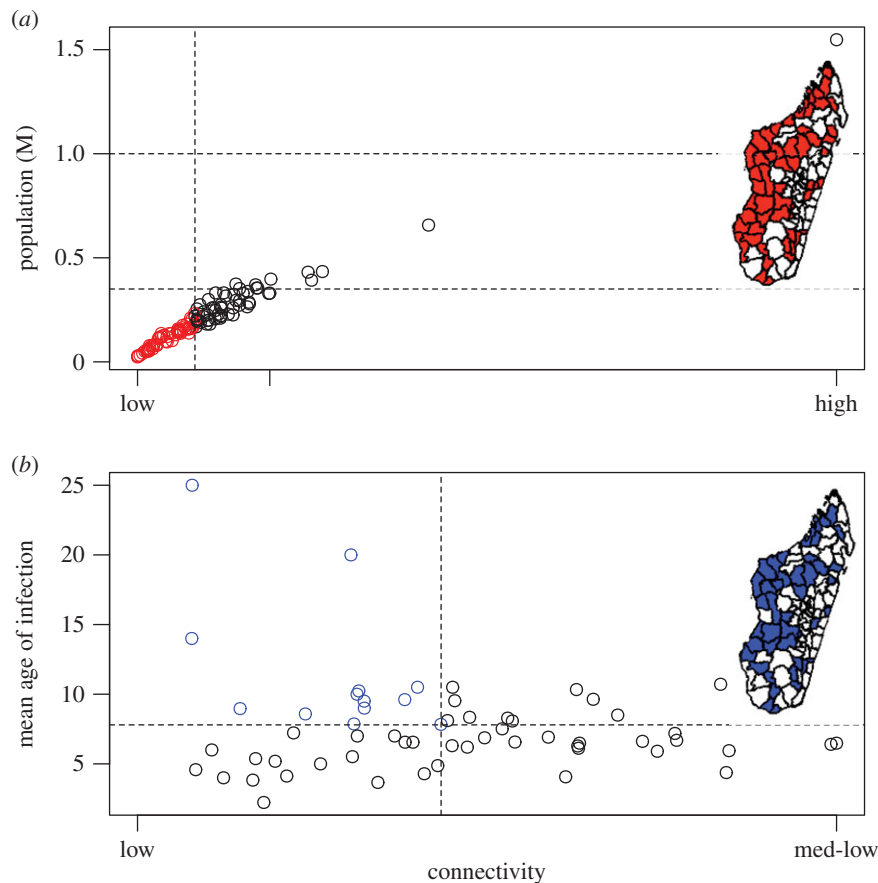 (a)
1.5
1.0
0.5
0
population (M)
low
high
(b)
25
20
15
10
5
mean age of infection
low
med-low
connectivity